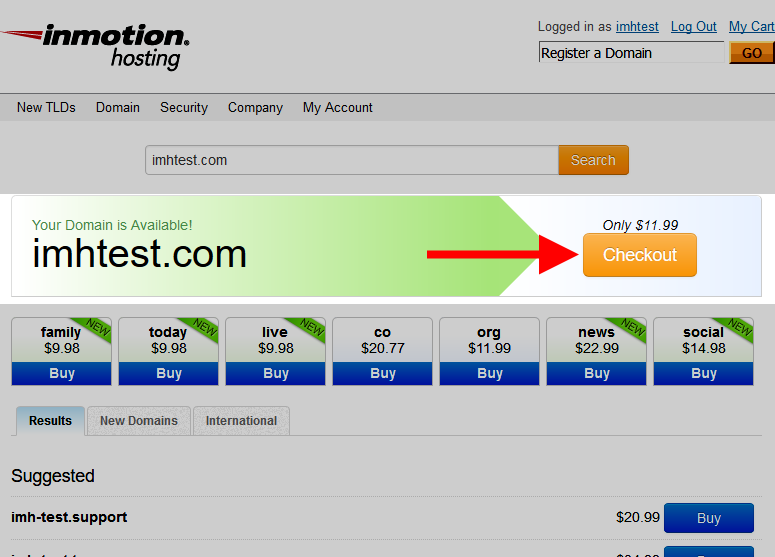 inmotion®
hosting
Logged in as imhtest Log Out My Cart
Register a Domain GO
New TLDs Domain Security Company My Account
imhtest.com Search
Your Domain is Available!
imhtest.com
Only $11.99
Checkout
NEW NEW NEW NEW NEW
family today live co org news social
$9.98 $9.98 $9.98 $20.77 $11.99 $22.99 $14.98
Buy Buy Buy Buy Buy Buy Buy
Results New Domains International
Suggested
imh-test.support $20.99 Buy